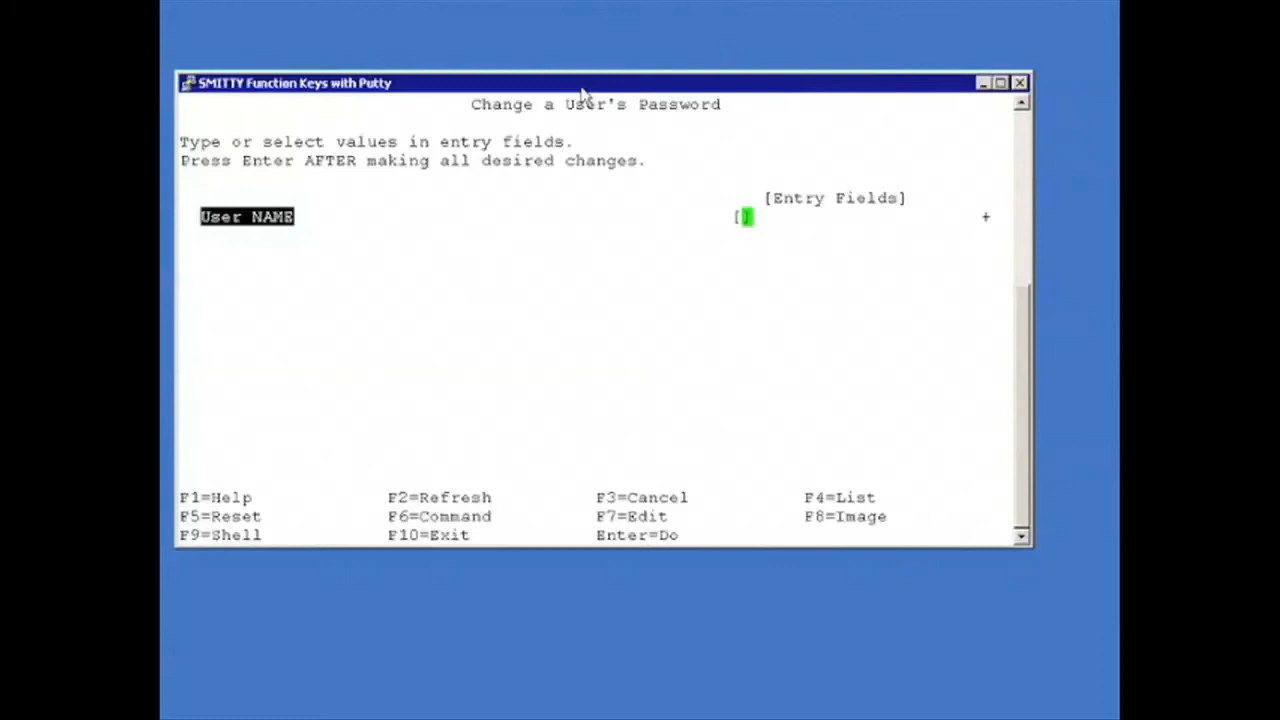 SMITTY Function Keys with Putty
Change a User's Password
Type or select values in entry fields.
Press Enter AFTER making all desired changes.
[Entry Fields]
User NAME [] +
F1=Help F2=Refresh F3=Cancel F4=List
F5=Reset F6=Command F7=Edit F8=Image
F9=Shell F10=Exit Enter=Do